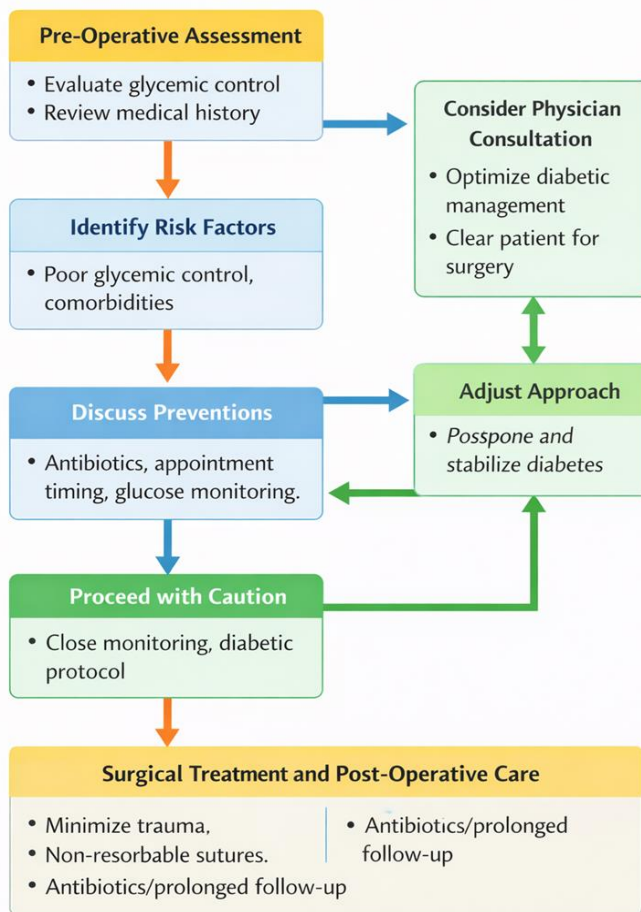 Pre-Operative Assessment
• Evaluate glycemic control
• Review medical history
Consider Physician
Consultation
• Optimize diabetic
management
• Clear patient for
surgery
Identify Risk Factors
• Poor glycemic control,
comorbidities
Discuss Preventions
• Antibiotics, appointment
timing, glucose monitoring.
Adjust Approach
• Posspone and
stabilize diabetes
Proceed with Caution
• Close monitoring, diabetic
protocol
Surgical Treatment and Post-Operative Care
• Minimize trauma,
• Non-resorbable sutures.
• Antibiotics/prolonged follow-up
• Antibiotics/prolonged
follow-up